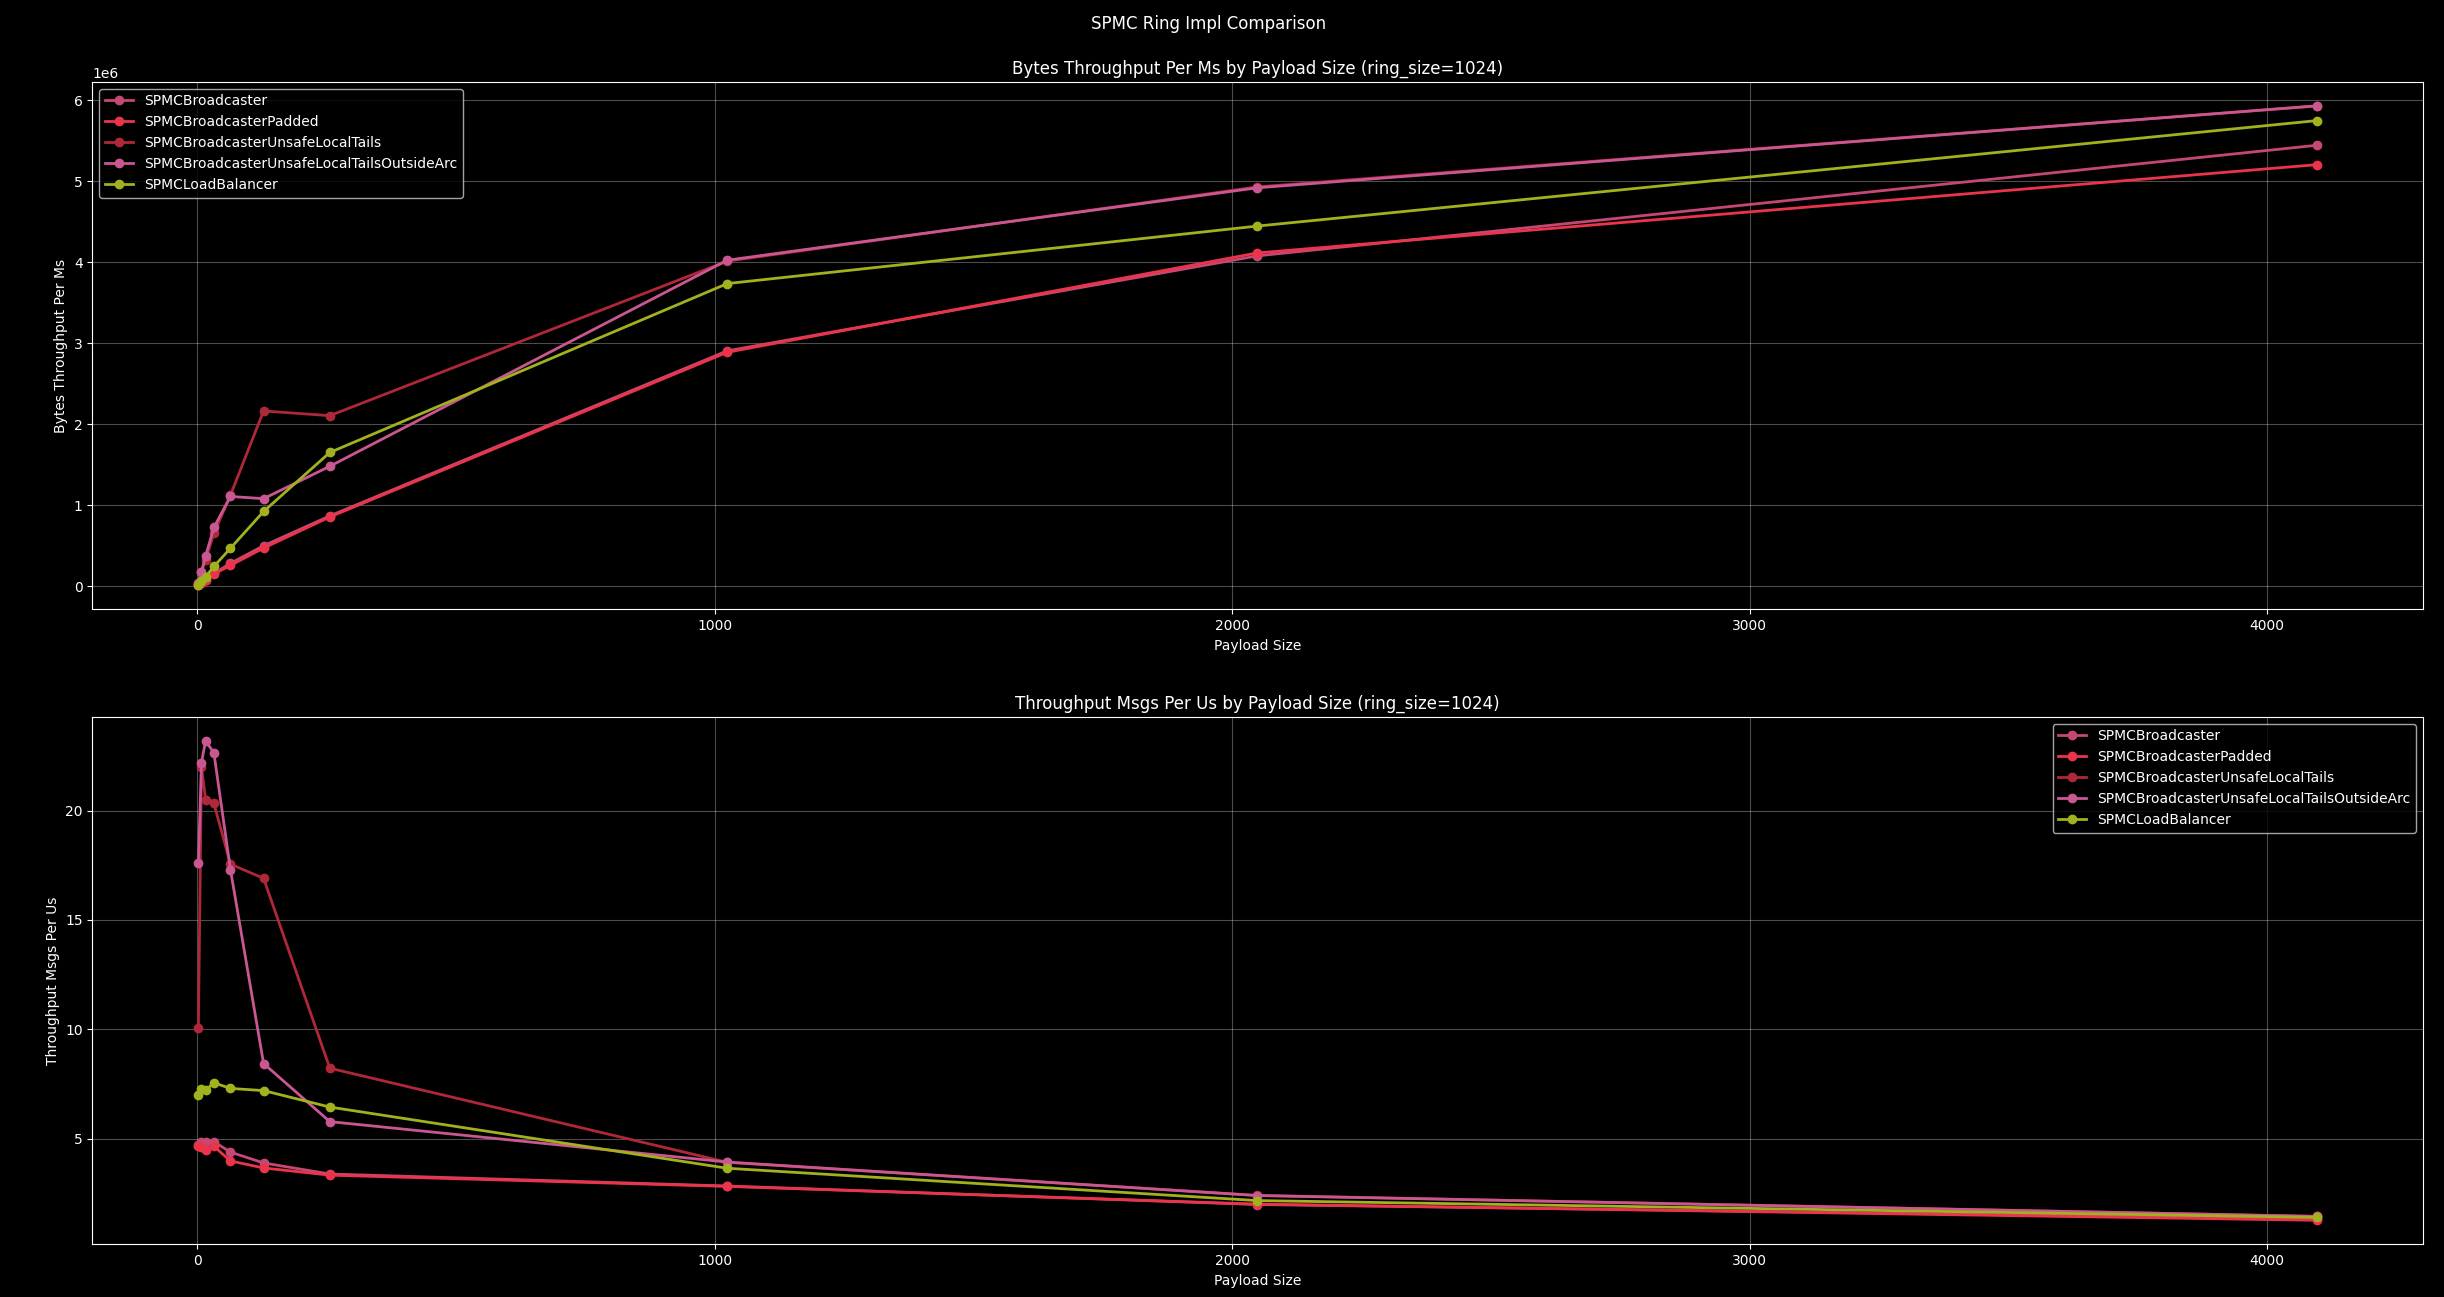 SPMC Ring Impl Comparison
Bytes Throughput Per Ms by Payload Size (ring_size=1024)
1e6
SPMCBroadcaster
SPMCBroadcasterPadded
SPMCBroadcasterUnsafeLocalTails
SPMCBroadcasterUnsafeLocalTailsOutsideArc
SPMCLoadBalancer
6
5
4
3
2
1
0
Bytes Throughput Per Ms
0 1000 2000 3000 4000
Payload Size
Throughput Msgs Per Us by Payload Size (ring_size=1024)
SPMCBroadcaster
SPMCBroadcasterPadded
SPMCBroadcasterUnsafeLocalTails
SPMCBroadcasterUnsafeLocalTailsOutsideArc
SPMCLoadBalancer
20
15
10
5
Throughput Msgs Per Us
0 1000 2000 3000 4000
Payload Size